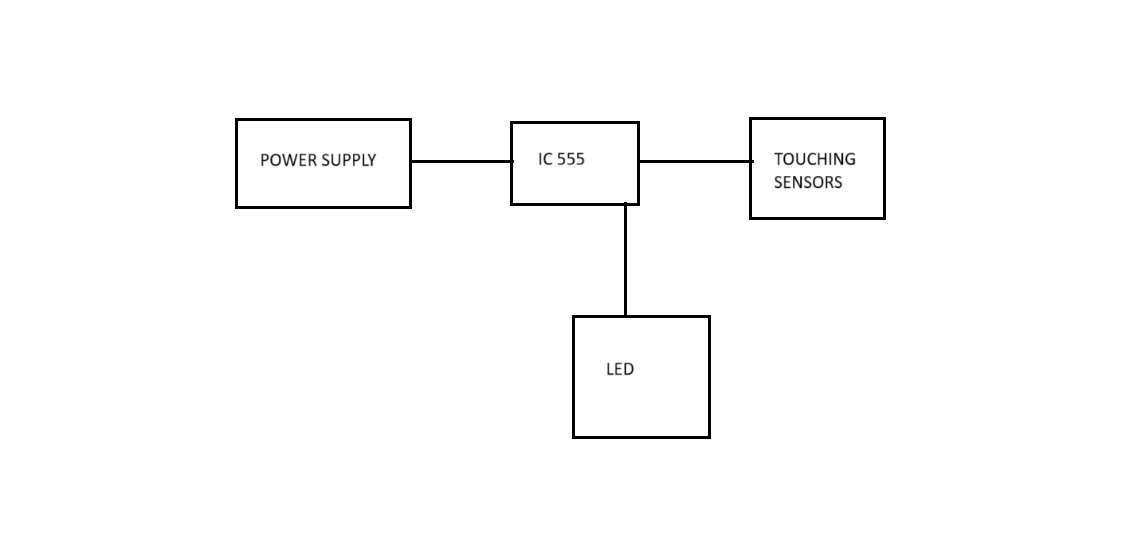 POWER SUPPLY
IC 555
TOUCHING
SENSORS
LED